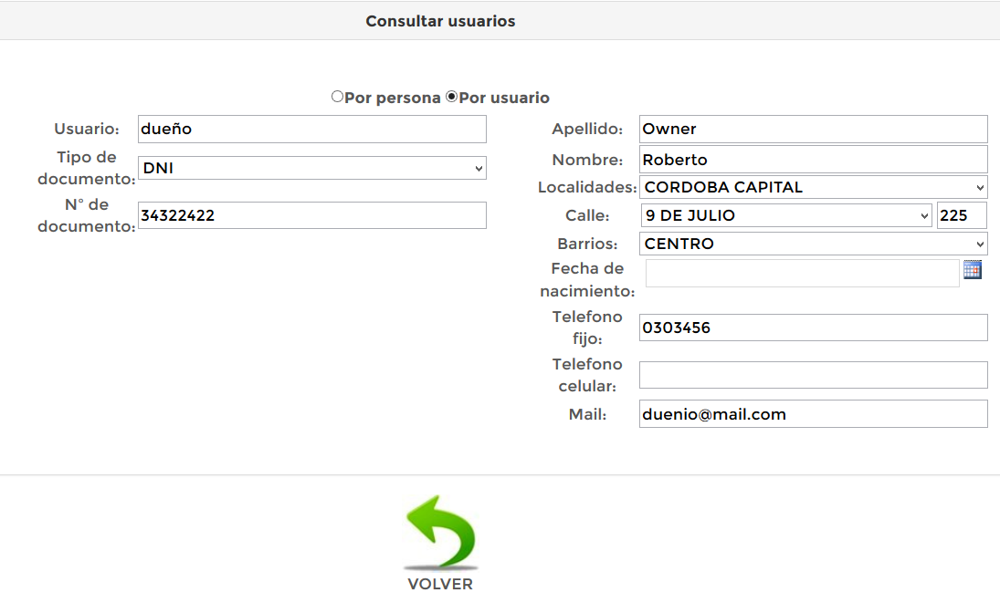 Consultar usuarios
Por persona Por usuario
Usuario: dueño
Tipo de
documento: DNI
N° de
documento: 34322422
Apellido: Owner
Nombre: Roberto
Localidades: CORDOBA CAPITAL
Calle: 9 DE JULIO 225
Barrios: CENTRO
Fecha de
nacimiento:
Telefono
fijo: 0303456
Telefono
celular:
Mail: duenio@mail.com
VOLVER